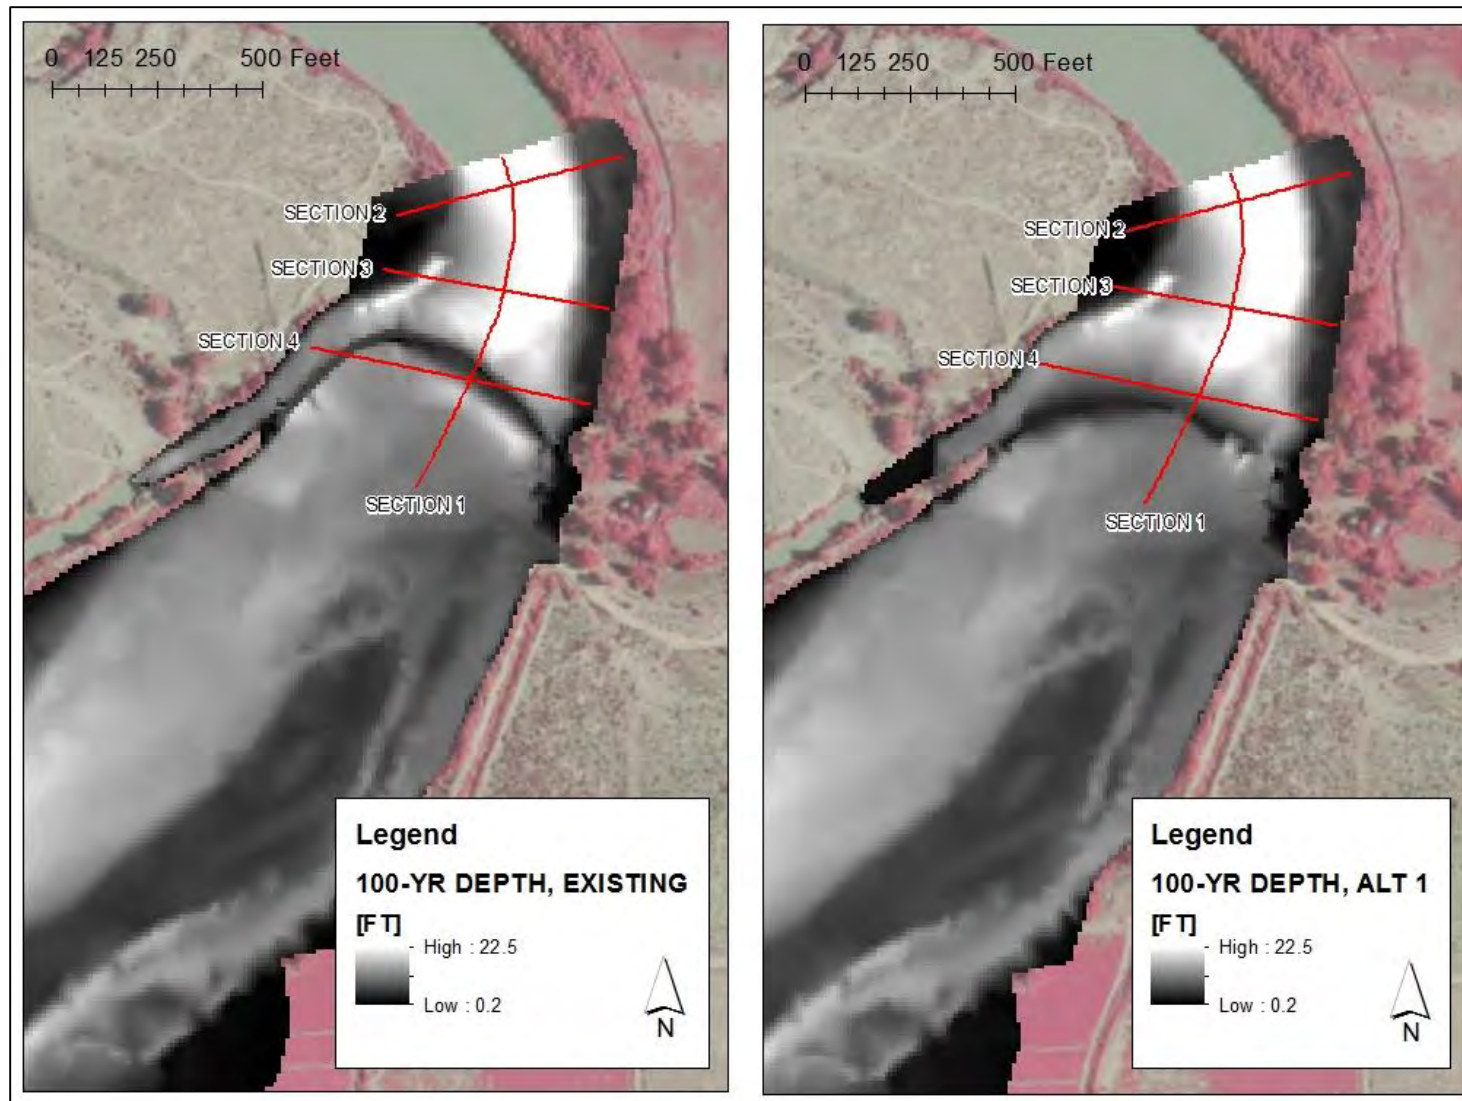 0 125 250 500 Feet
SECTION 2
SECTION 3
SECTION 4
SECTION 1
Legend
100-YR DEPTH, EXISTING
[FT]
High : 22.5
Low : 0.2
N
0 125 250 500 Feet
SECTION 2
SECTION 3
SECTION 4
SECTION 1
Legend
100-YR DEPTH, ALT 1
[FT]
High : 22.5
Low : 0.2
N